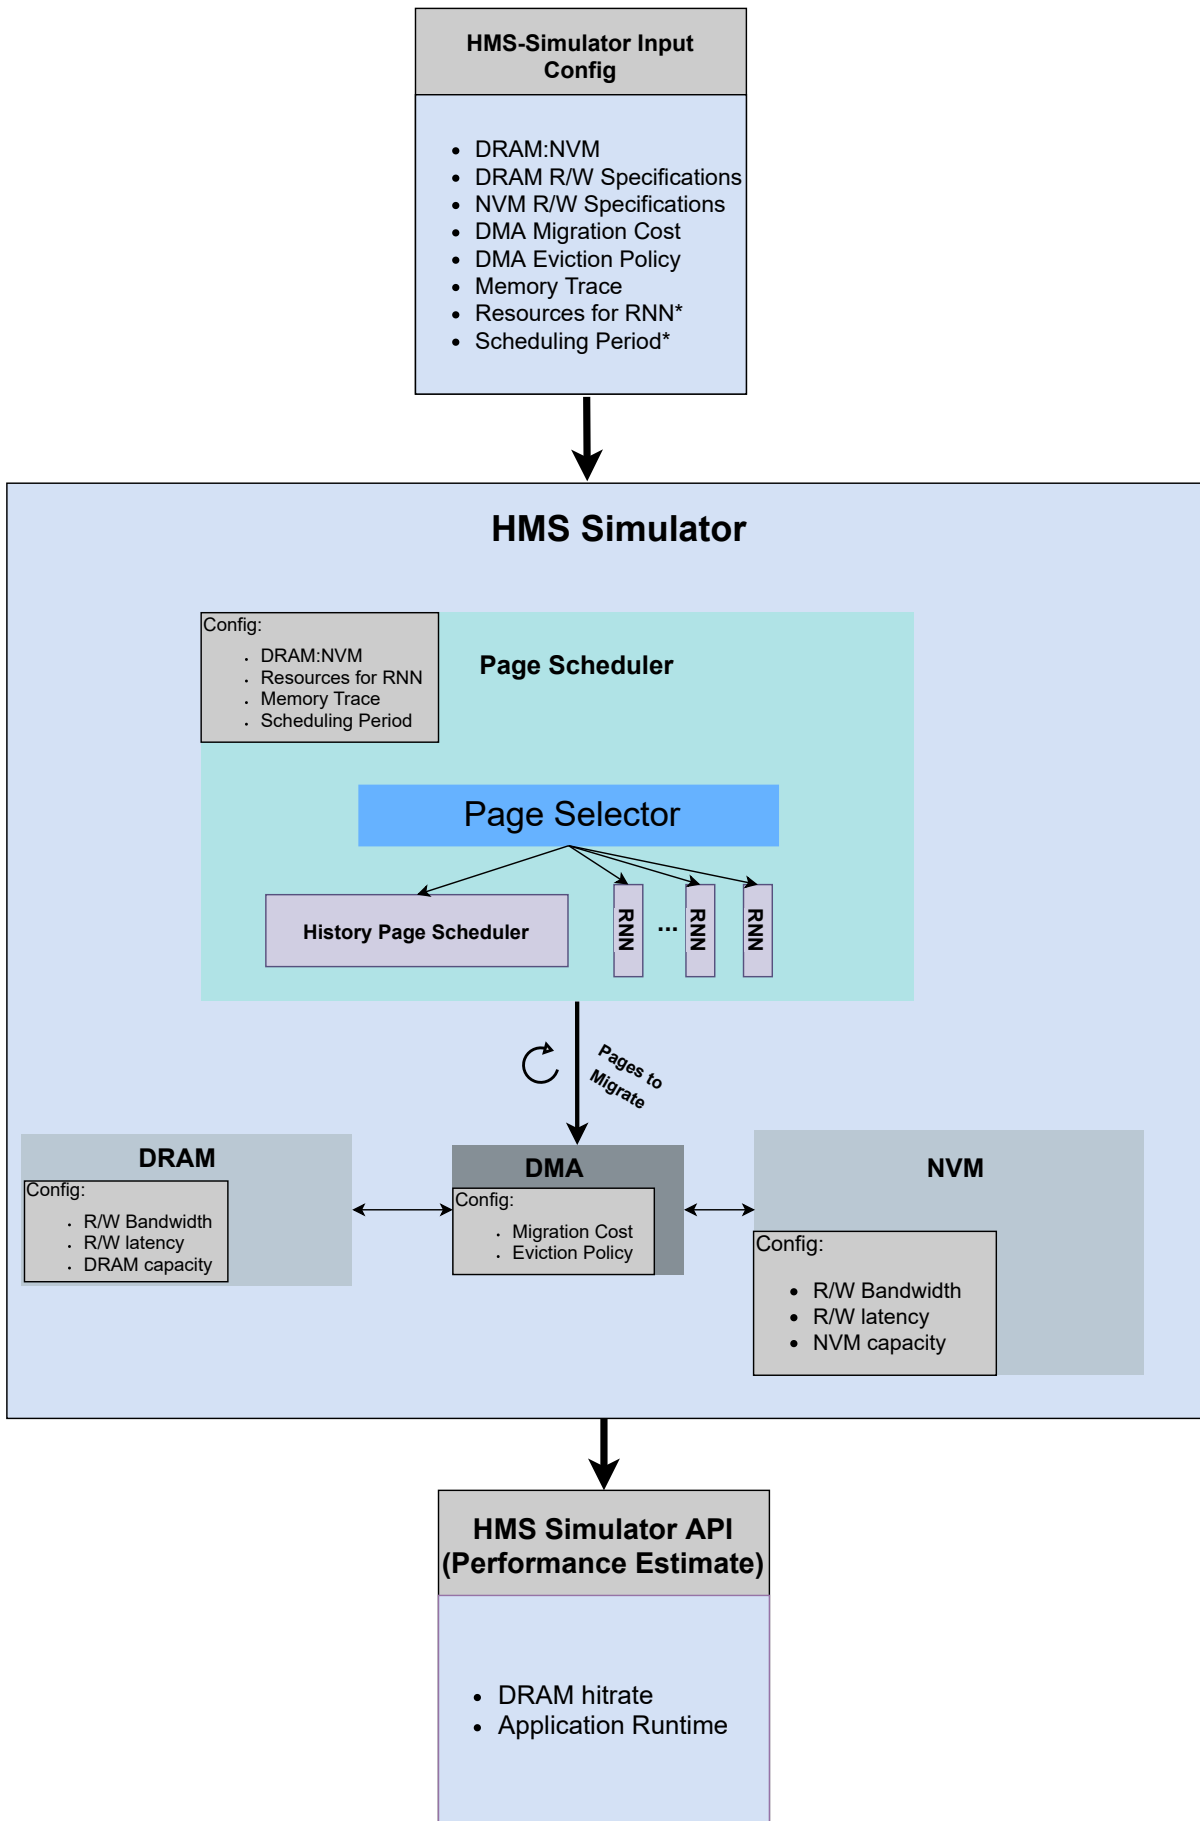 HMS-Simulator Input
Config
• DRAM:NVM
• DRAM R/W Specifications
• NVM R/W Specifications
• DMA Migration Cost
• DMA Eviction Policy
• Memory Trace
• Resources for RNN*
• Scheduling Period*
HMS Simulator
Config:
• DRAM:NVM
• Resources for RNN
• Memory Trace
• Scheduling Period
Page Scheduler
Page Selector
History Page Scheduler
RNN
...
RNN
RNN
Pages to
Migrate
DRAM
Config:
• R/W Bandwidth
• R/W latency
• DRAM capacity
DMA
Config:
• Migration Cost
• Eviction Policy
NVM
Config:
• R/W Bandwidth
• R/W latency
• NVM capacity
HMS Simulator API
(Performance Estimate)
• DRAM hitrate
• Application Runtime